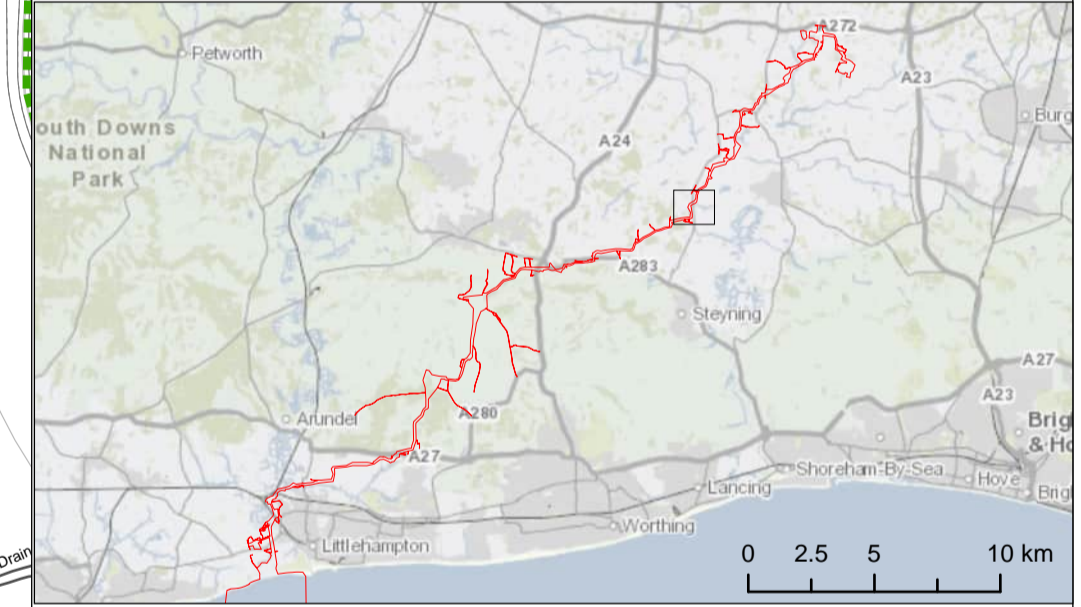 A272
Petworth
A23
Burg
outh Downs
National
Park
A24
A283
Steyning
A27
A23
Arundel
A280
Brig
& Ho
A27
Shoreham-By-Sea
Hove
Lancing
Brig
Worthing
Drain
Littlehampton
0 2.5 5 10 km